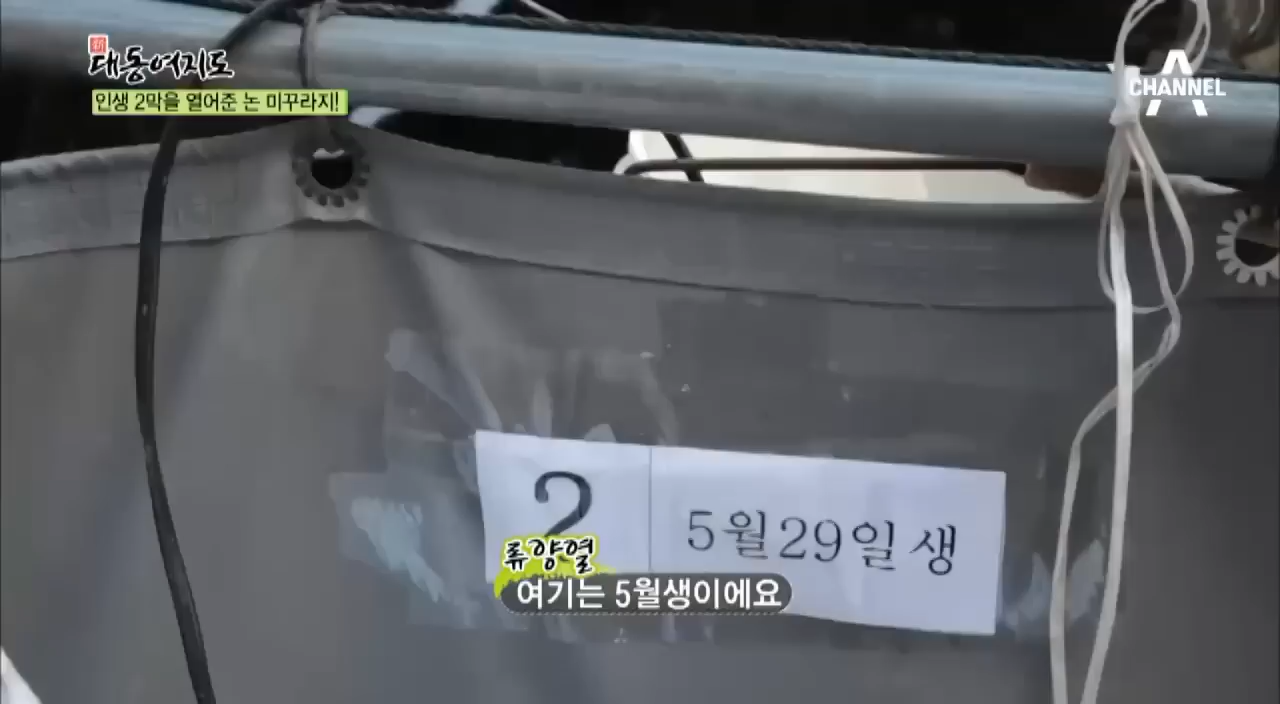 新
대동여지도
인생 2막을 열어준 논 미꾸라지!
CHANNEL A
2
5월29일생
류양열
여기는 5월생이에요